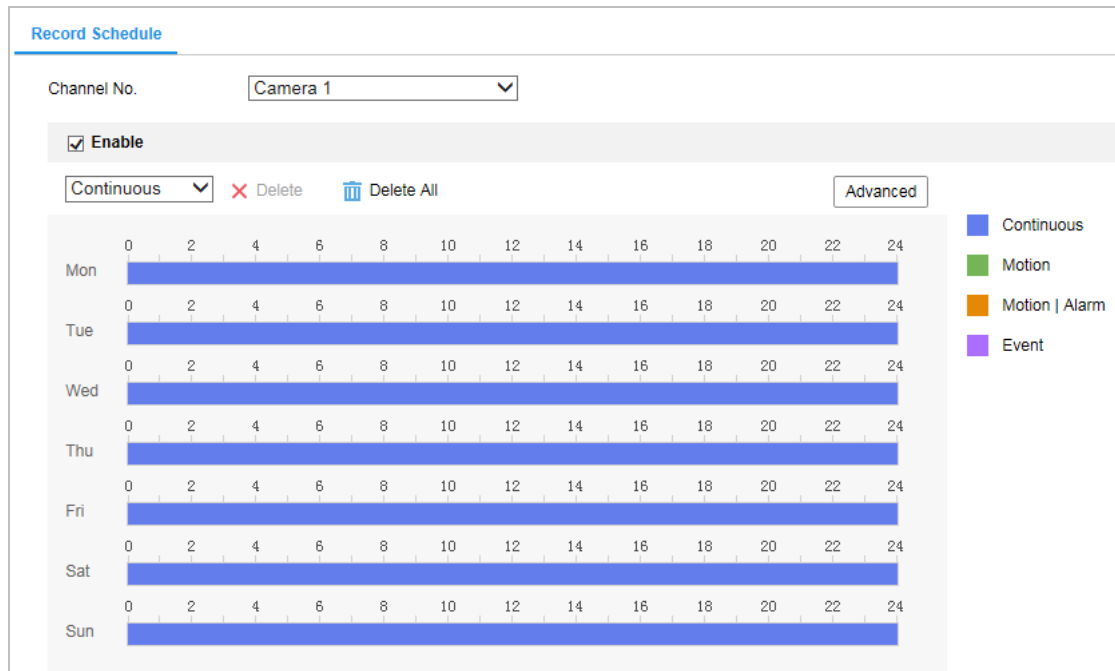 Record Schedule
Channel No. Camera 1
Enable
Continuous Delete Delete All Advanced
Continuous
Motion
Motion | Alarm
Event
0 2 4 6 8 10 12 14 16 18 20 22 24
Mon
0 2 4 6 8 10 12 14 16 18 20 22 24
Tue
0 2 4 6 8 10 12 14 16 18 20 22 24
Wed
0 2 4 6 8 10 12 14 16 18 20 22 24
Thu
0 2 4 6 8 10 12 14 16 18 20 22 24
Fri
0 2 4 6 8 10 12 14 16 18 20 22 24
Sat
0 2 4 6 8 10 12 14 16 18 20 22 24
Sun